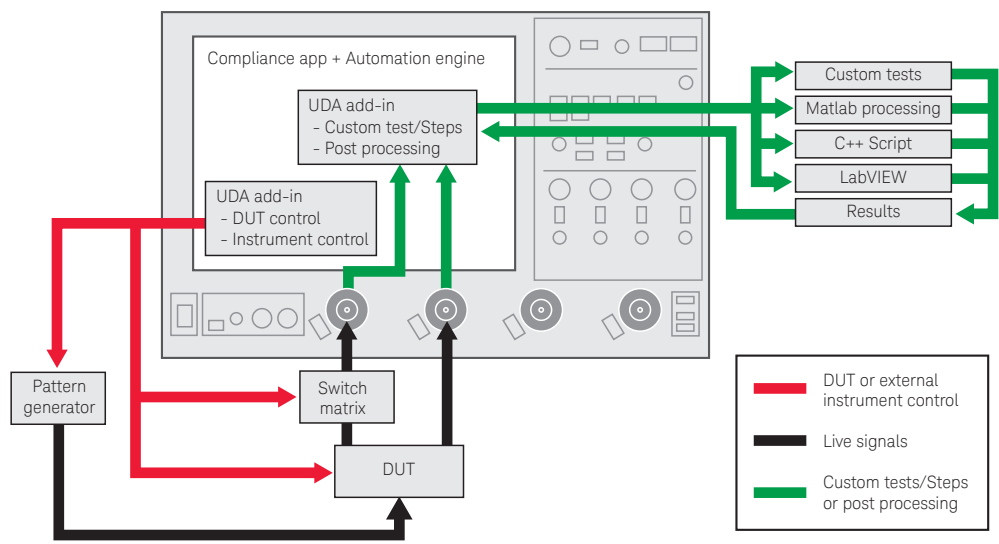 Compliance app + Automation engine
UDA add-in
- Custom test/Steps
- Post processing
UDA add-in
- DUT control
- Instrument control
Custom tests
Matlab processing
C++ Script
LabVIEW
Results
Pattern
generator
Switch
matrix
DUT
DUT or external
instrument control
Live signals
Custom tests/Steps
or post processing